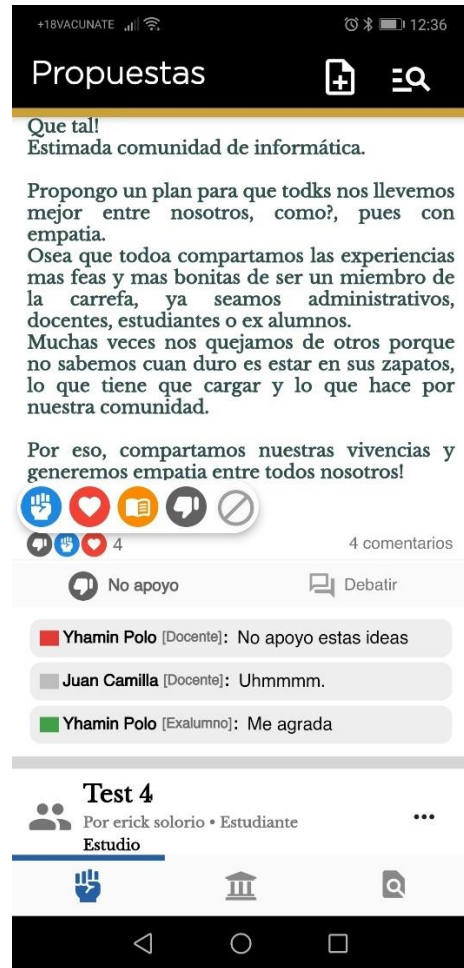 +18VACUNATE 12:36
Propuestas
Que tal!
Estimada comunidad de informática.
Propongo un plan para que todks nos llevemos
mejor entre nosotros, como?, pues con
empatia.
Osea que todoa compartamos las experiencias
mas feas y mas bonitas de ser un miembro de
la carrefa, ya seamos administrativos,
docentes, estudiantes o ex alumnos.
Muchas veces nos quejamos de otros porque
no sabemos cuan duro es estar en sus zapatos,
lo que tiene que cargar y lo que hace por
nuestra comunidad.
Por eso, compartamos nuestras vivencias y
generemos empatia entre todos nosotros!
4 4 comentarios
No apoyo Debatir
Yhamin Polo [Docente]: No apoyo estas ideas
Juan Camilla [Docente]: Uhmmmm.
Yhamin Polo [Exalumno]: Me agrada
Test 4
Por erick solorio • Estudiante
Estudio